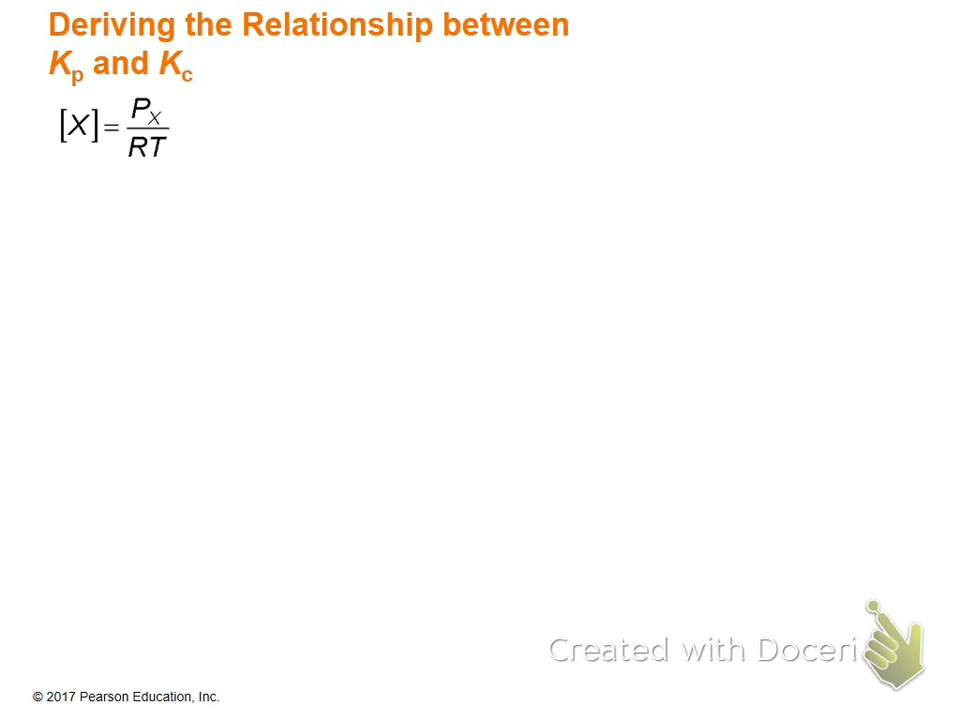 Deriving the Relationship between
Kp and Kc
[X] = PX / RT
Created with Doceri
© 2017 Pearson Education, Inc.